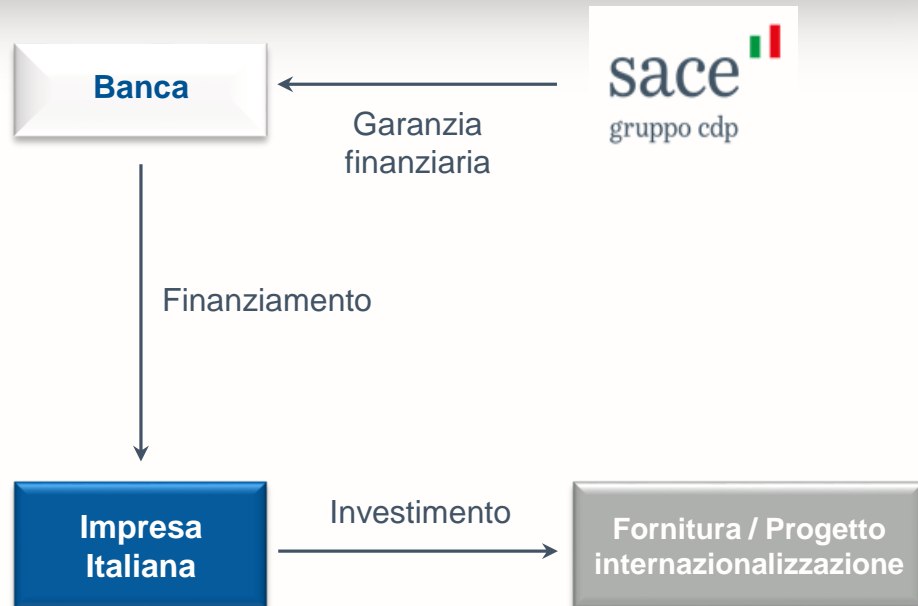 Banca
sace
gruppo cdp
Garanzia
finanziaria
Finanziamento
Impresa
Italiana
Investimento
Fornitura / Progetto
internazionalizzazione